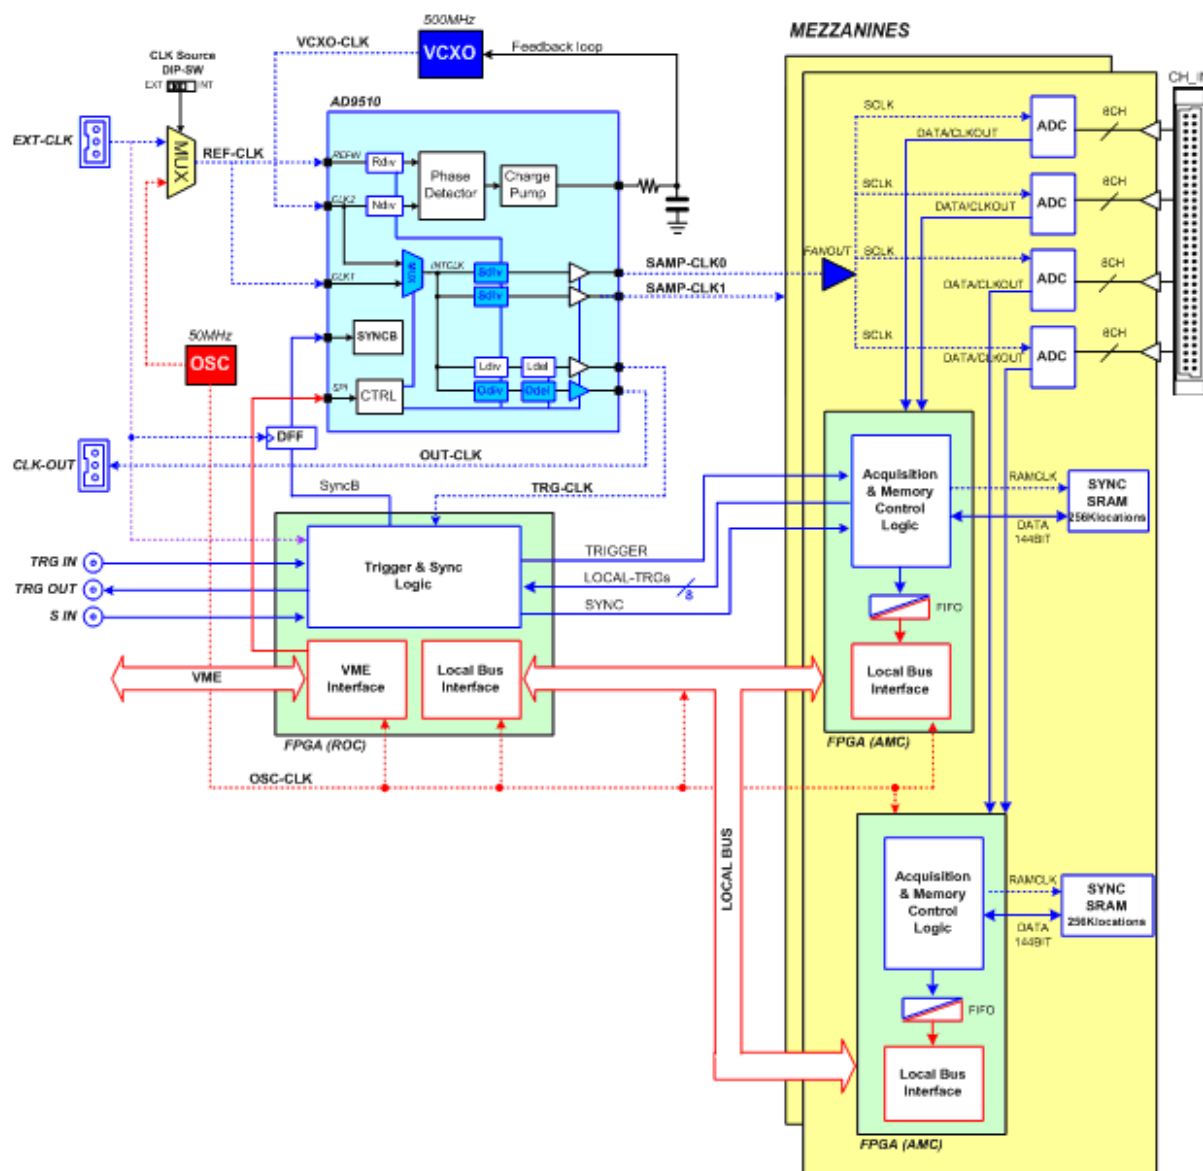 500MHz
MEZZANINES
VCXO-CLK
VCXO
Feedback loop
CLK Source
DIP-SW
EXT
INT
CH_IN
AD9510
SCLK
ADC
8CH
DATA/CLKOUT
EXT-CLK
MUX
REF-CLK
REFIN
Rdiv
Phase
Detector
Charge
Pump
SCLK
ADC
8CH
DATA/CLKOUT
CLK2
Ndiv
FANOUT
SCLK
ADC
8CH
DATA/CLKOUT
MUX
INTCLK
Sdiv
SAMP-CLK0
CLK1
Sdiv
SAMP-CLK1
50MHz
OSC
SYNCB
SCLK
ADC
8CH
DATA/CLKOUT
Ldiv
Ldel
SPI
CTRL
Odiv
Odel
DFF
CLK-OUT
OUT-CLK
SyncB
TRG-CLK
Acquisition
& Memory
Control
Logic
RAMCLK
DATA
144BIT
SYNC
SRAM
256Klocations
TRG IN
TRG OUT
S IN
Trigger & Sync
Logic
TRIGGER
LOCAL-TRGs
8
SYNC
FIFO
VME
VME
Interface
Local Bus
Interface
Local Bus
Interface
FPGA (ROC)
FPGA (AMC)
OSC-CLK
LOCAL BUS
Acquisition
& Memory
Control
Logic
RAMCLK
DATA
144BIT
SYNC
SRAM
256Klocations
FIFO
Local Bus
Interface
FPGA (AMC)